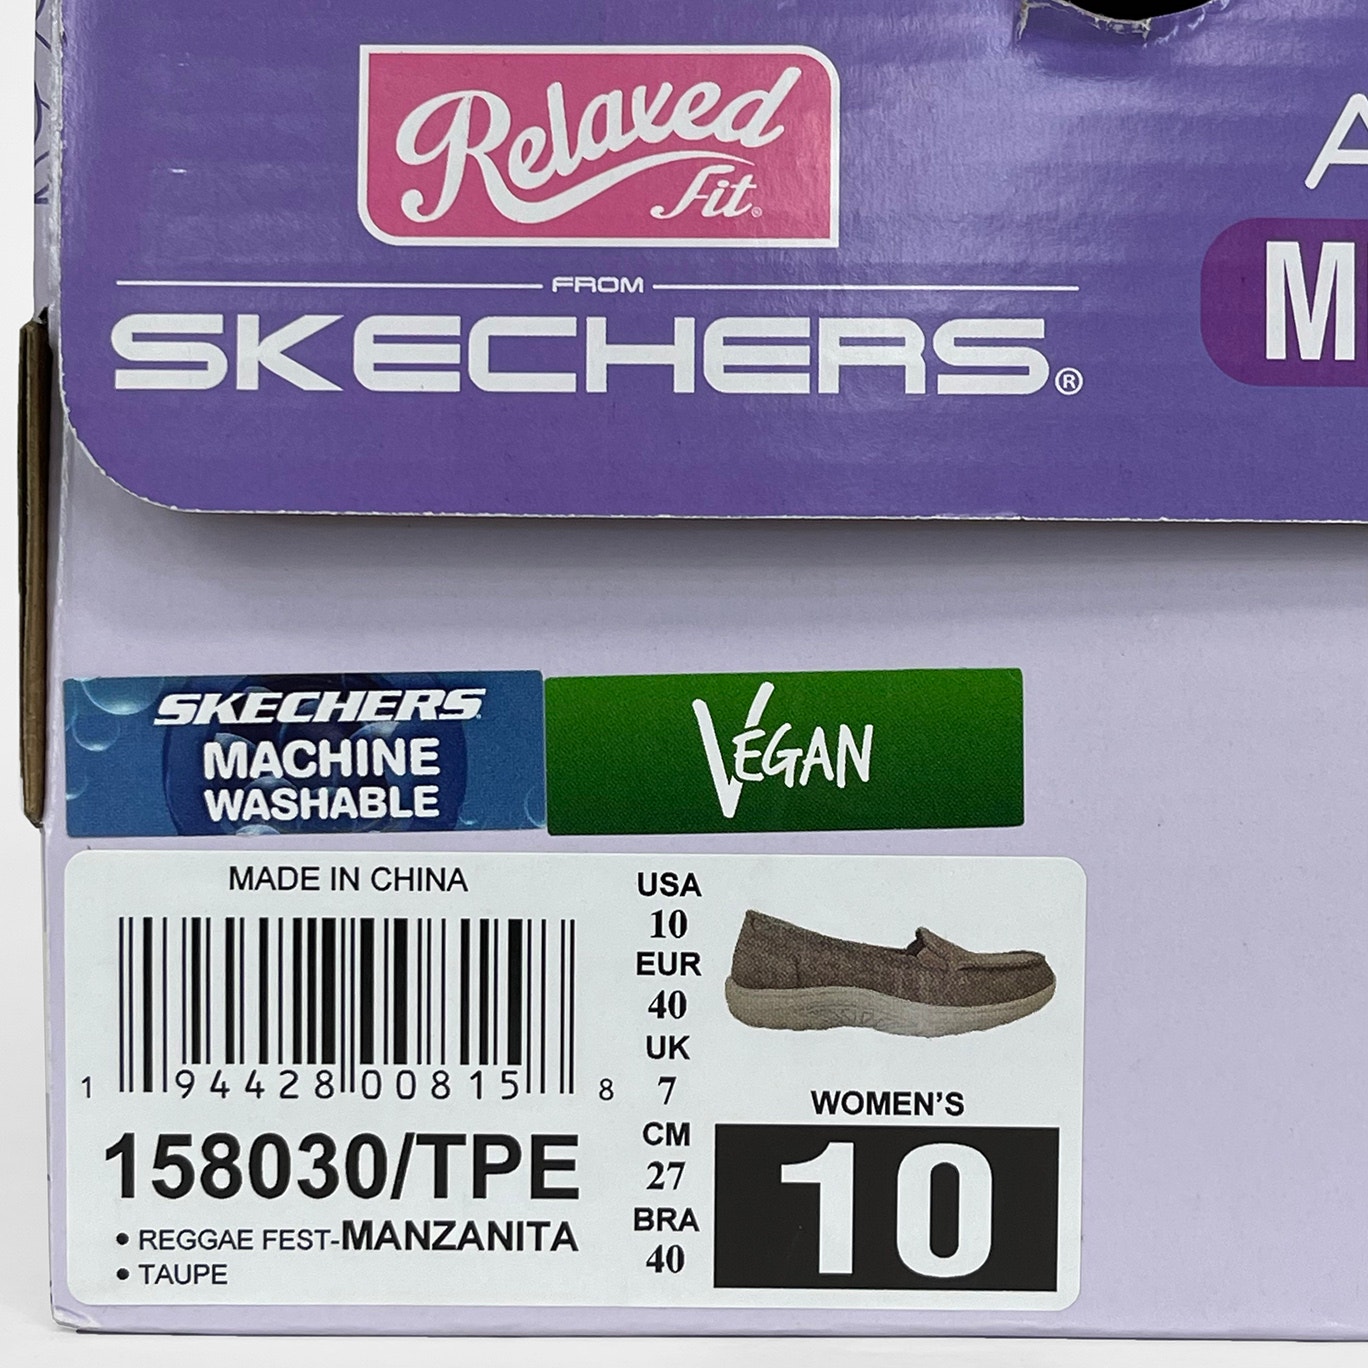 Relaxed
Fit®
FROM
SKECHERS®
SKECHERS
MACHINE
WASHABLE
VEGAN
MADE IN CHINA
1 94428 00815 8
158030/TPE
• REGGAE FEST-MANZANITA
• TAUPE
USA
10
EUR
40
UK
7
CM
27
BRA
40
WOMEN'S
10